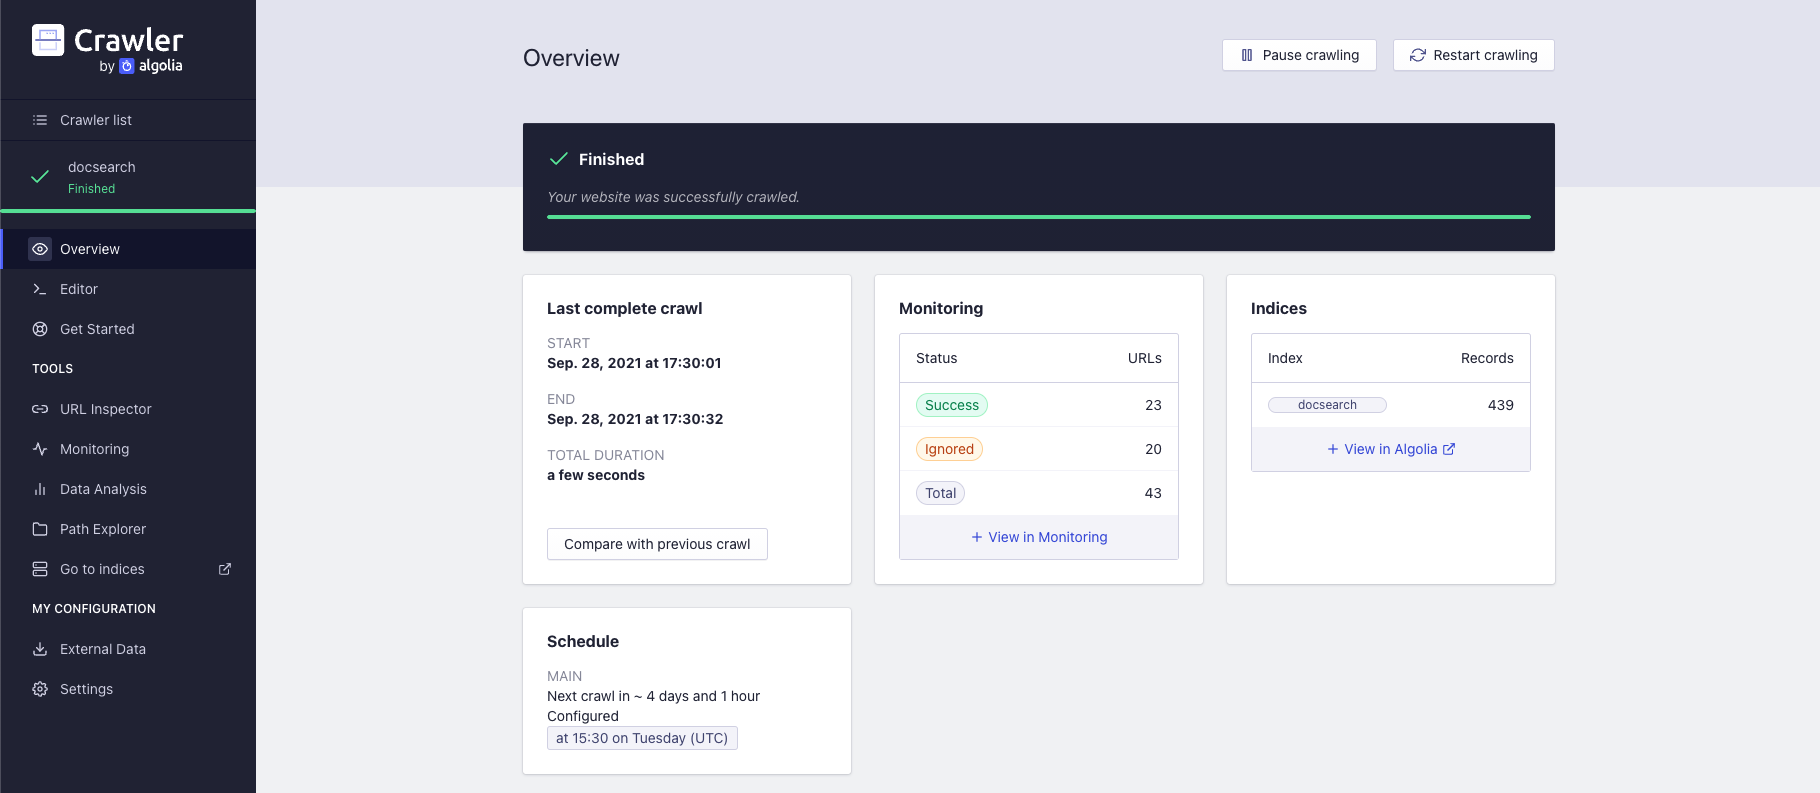 Crawler
by algolia
Crawler list
docsearch
Finished
Overview
Editor
Get Started
TOOLS
URL Inspector
Monitoring
Data Analysis
Path Explorer
Go to indices
MY CONFIGURATION
External Data
Settings
Overview
Pause crawling
Restart crawling
Finished
Your website was successfully crawled.
Last complete crawl
START
Sep. 28, 2021 at 17:30:01
END
Sep. 28, 2021 at 17:30:32
TOTAL DURATION
a few seconds
Compare with previous crawl
Monitoring
Status URLs
Success 23
Ignored 20
Total 43
+ View in Monitoring
Indices
Index Records
docsearch 439
+ View in Algolia
Schedule
MAIN
Next crawl in ~ 4 days and 1 hour
Configured
at 15:30 on Tuesday (UTC)